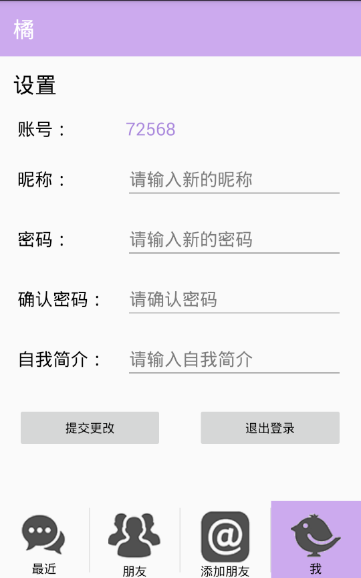 橘
设置
账号： 72568
昵称： 请输入新的昵称
密码： 请输入新的密码
确认密码： 请确认密码
自我简介： 请输入自我简介
提交更改 退出登录
最近 朋友 添加朋友 我